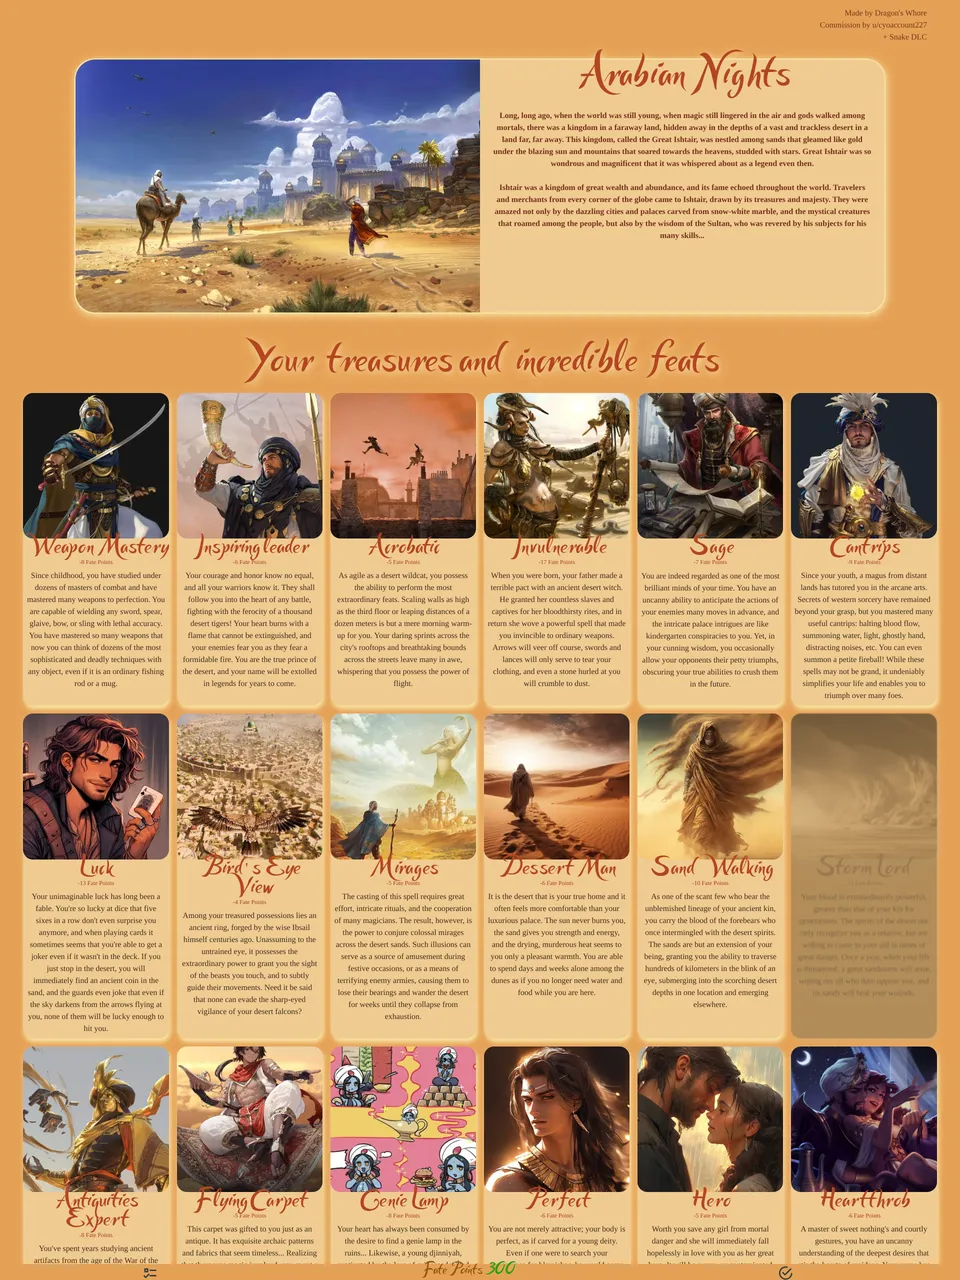 Made by Dragon's Whore
Commission by u/cyoaccount227
+ Snake DLC
Arabian Nights
Long, long ago, when the world was still young, when magic still lingered in the air and gods walked among
mortals, there was a kingdom in a faraway land, hidden away in the depths of a vast and trackless desert in a
land far, far away. This kingdom, called the Great Ishtair, was nestled among sands that gleamed like gold
under the blazing sun and mountains that soared towards the heavens, studded with stars. Great Ishtair was so
wondrous and magnificent that it was whispered about as a legend even then.
Ishtair was a kingdom of great wealth and abundance, and its fame echoed throughout the world. Travelers
and merchants from every corner of the globe came to Ishtair, drawn by its treasures and majesty. They were
amazed not only by the dazzling cities and palaces carved from snow-white marble, and the mystical creatures
that roamed among the people, but also by the wisdom of the Sultan, who was revered by his subjects for his
many skills...
Your treasures and incredible feats
Weapon Mastery
-8 Fate Points
Since childhood, you have studied under
dozens of masters of combat and have
mastered many weapons to perfection. You
are capable of wielding any sword, spear,
glaive, bow, or sling with lethal accuracy.
You have mastered so many weapons that
now you can think of dozens of the most
sophisticated and deadly techniques with
any object, even if it is an ordinary fishing
rod or a mug.
Inspiring leader
-6 Fate Points
Your courage and honor know no equal,
and all your warriors know it. They shall
follow you into the heart of any battle,
fighting with the ferocity of a thousand
desert tigers! Your heart burns with a
flame that cannot be extinguished, and
your enemies fear you as they fear a
formidable fire. You are the true prince of
the desert, and your name will be extolled
in legends for years to come.
Acrobatic
-5 Fate Points
As agile as a desert wildcat, you possess
the ability to perform the most
extraordinary feats. Scaling walls as high
as the third floor or leaping distances of a
dozen meters is but a mere morning warm-
up for you. Your daring sprints across the
city's rooftops and breathtaking bounds
across the streets leave many in awe,
whispering that you possess the power of
flight.
Invulnerable
-17 Fate Points
When you were born, your father made a
terrible pact with an ancient desert witch.
He granted her countless slaves and
captives for her bloodthirsty rites, and in
return she wove a powerful spell that made
you invincible to ordinary weapons.
Arrows will veer off course, swords and
lances will only serve to tear your
clothing, and even a stone hurled at you
will crumble to dust.
Sage
-7 Fate Points
You are indeed regarded as one of the most
brilliant minds of your time. You have an
uncanny ability to anticipate the actions of
your enemies many moves in advance, and
the intricate palace intrigues are like
kindergarten conspiracies to you. Yet, in
your cunning wisdom, you occasionally
allow your opponents their petty triumphs,
obscuring your true abilities to crush them
in the future.
Cantrips
-9 Fate Points
Since your youth, a magus from distant
lands has tutored you in the arcane arts.
Secrets of western sorcery have remained
beyond your grasp, but you mastered many
useful cantrips: halting blood flow,
summoning water, light, ghostly hand,
distracting noises, etc. You can even
summon a petite fireball! While these
spells may not be grand, it undeniably
simplifies your life and enables you to
triumph over many foes.
Luck
-13 Fate Points
Your unimaginable luck has long been a
fable. You're so lucky at dice that five
sixes in a row don't even surprise you
anymore, and when playing cards it
sometimes seems that you're able to get a
joker even if it wasn't in the deck. If you
just stop in the desert, you will
immediately find an ancient coin in the
sand, and the guards even joke that even if
the sky darkens from the arrows flying at
you, none of them will be lucky enough to
hit you.
Bird's Eye
View
-4 Fate Points
Among your treasured possessions lies an
ancient ring, forged by the wise Ibsail
himself centuries ago. Unassuming to the
untrained eye, it possesses the
extraordinary power to grant you the sight
of the beasts you touch, and to subtly
guide their movements. Need it be said
that none can evade the sharp-eyed
vigilance of your desert falcons?
Mirages
-5 Fate Points
The casting of this spell requires great
effort, intricate rituals, and the cooperation
of many magicians. The result, however, is
the power to conjure colossal mirages
across the desert sands. Such illusions can
serve as a source of amusement during
festive occasions, or as a means of
terrifying enemy armies, causing them to
lose their bearings and wander the desert
for weeks until they collapse from
exhaustion.
Dessert Man
-6 Fate Points
It is the desert that is your true home and it
often feels more comfortable than your
luxurious palace. The sun never burns you,
the sand gives you strength and energy,
and the drying, murderous heat seems to
you only a pleasant warmth. You are able
to spend days and weeks alone among the
dunes as if you no longer need water and
food while you are here.
Sand Walking
-10 Fate Points
As one of the scant few who bear the
unblemished lineage of your ancient kin,
you carry the blood of the forebears who
once intermingled with the desert spirits.
The sands are but an extension of your
being, granting you the ability to traverse
hundreds of kilometers in the blink of an
eye, submerging into the scorching desert
depths in one location and emerging
elsewhere.
Storm Lord
Antiquities
Expert
-8 Fate Points
You've spent years studying ancient
artifacts from the age of the War of the
Flying Carpet
-5 Fate Points
This carpet was gifted to you just as an
antique. It has exquisite archaic patterns
and fabrics that seem timeless... Realizing
Genie Lamp
-8 Fate Points
Your heart has always been consumed by
the desire to find a genie lamp in the
ruins... Likewise, a young djinniyah,
Perfect
-6 Fate Points
You are not merely attractive; your body is
perfect, as if carved for a young deity.
Even if one were to search your
Hero
-5 Fate Points
Worth you save any girl from mortal
danger and she will immediately fall
hopelessly in love with you as her great
Heartthrob
-4 Fate Points
A master of sweet nothing's and courtly
gestures, you have an uncanny
understanding of the deepest desires that
Fate Points 300